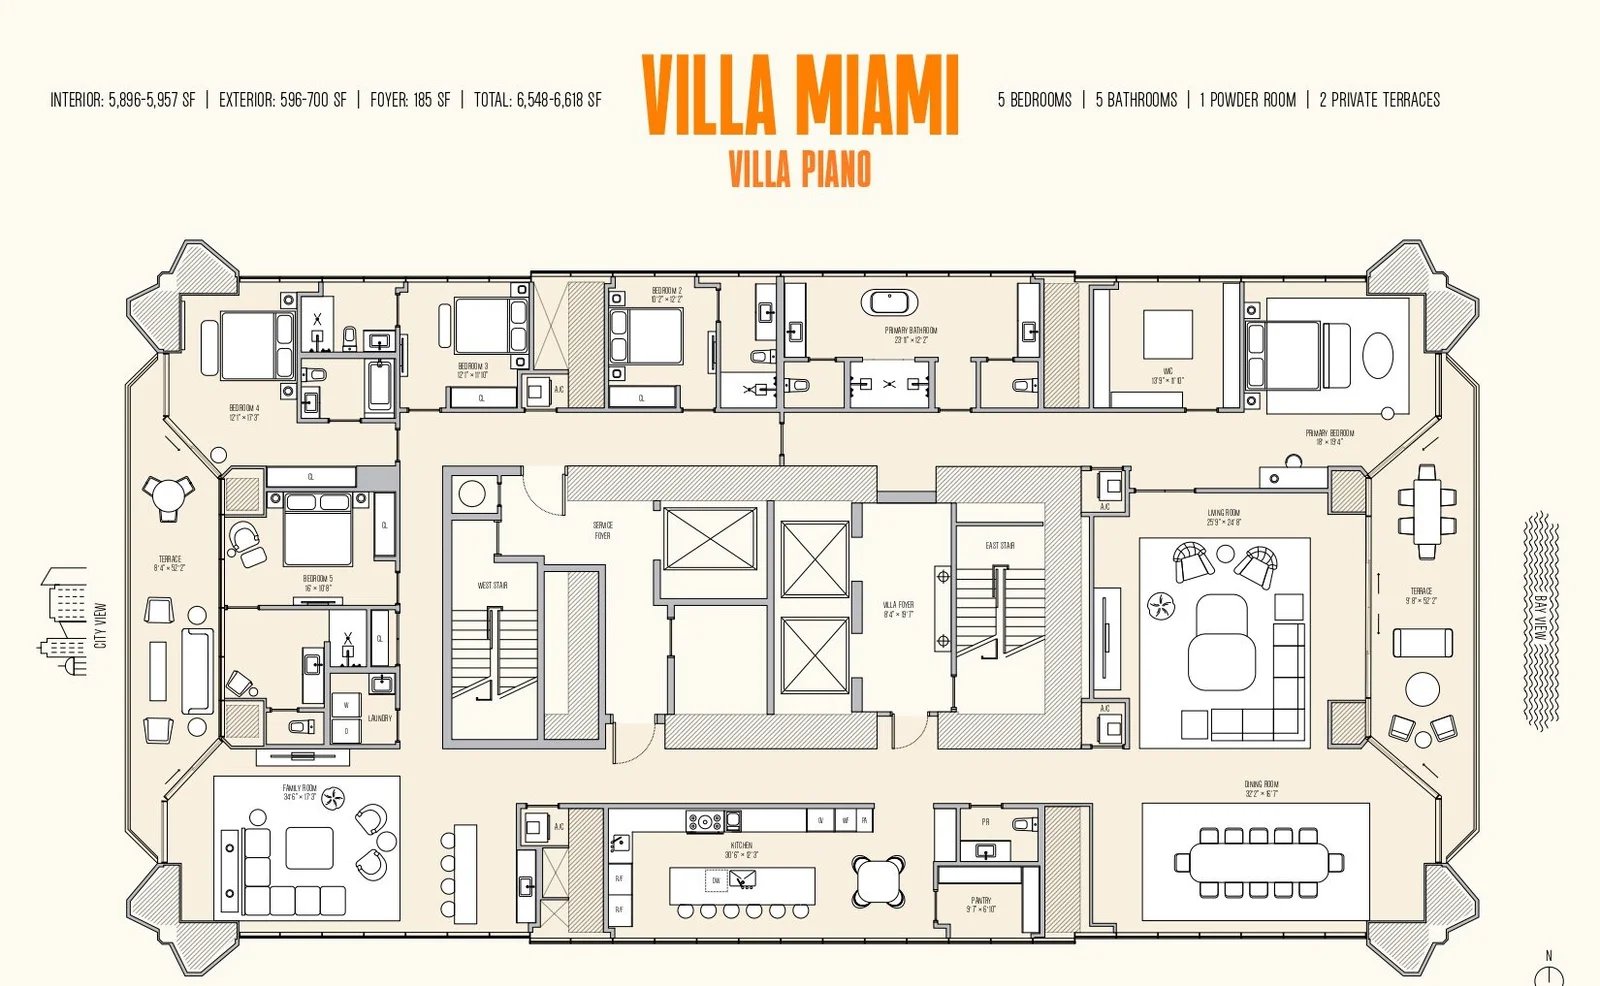 VILLA MIAMI
INTERIOR: 5,896-5,957 SF | EXTERIOR: 596-700 SF | FOYER: 185 SF | TOTAL: 6,548-6,618 SF
5 BEDROOMS | 5 BATHROOMS | 1 POWDER ROOM | 2 PRIVATE TERRACES
VILLA PIANO
BEDROOM 2
10'2" × 12'2"
PRIMARY BATHROOM
23'11" × 12'2"
BEDROOM 3
12'1" × 11'10"
WIC
13'9" × 11'10"
A/C
CL
CL
BEDROOM 4
12'1" × 17'3"
PRIMARY BEDROOM
18' × 19'4"
CL
A/C
LIVING ROOM
25'9" × 24'8"
CL
SERVICE
FOYER
EAST STAIR
TERRACE
8'4" × 52'2"
BEDROOM 5
16' × 10'8"
WEST STAIR
TERRACE
9'8" × 52'2"
VILLA FOYER
8'4" × 19'7"
CITY VIEW
BAY VIEW
CL
W
LAUNDRY
D
A/C
FAMILY ROOM
34'6" × 17'3"
DINING ROOM
32'2" × 16'7"
A/C
OV
WF
PA
PR
KITCHEN
30'6" × 12'3"
R/F
DW
R/F
PANTRY
9'7" × 6'10"
N